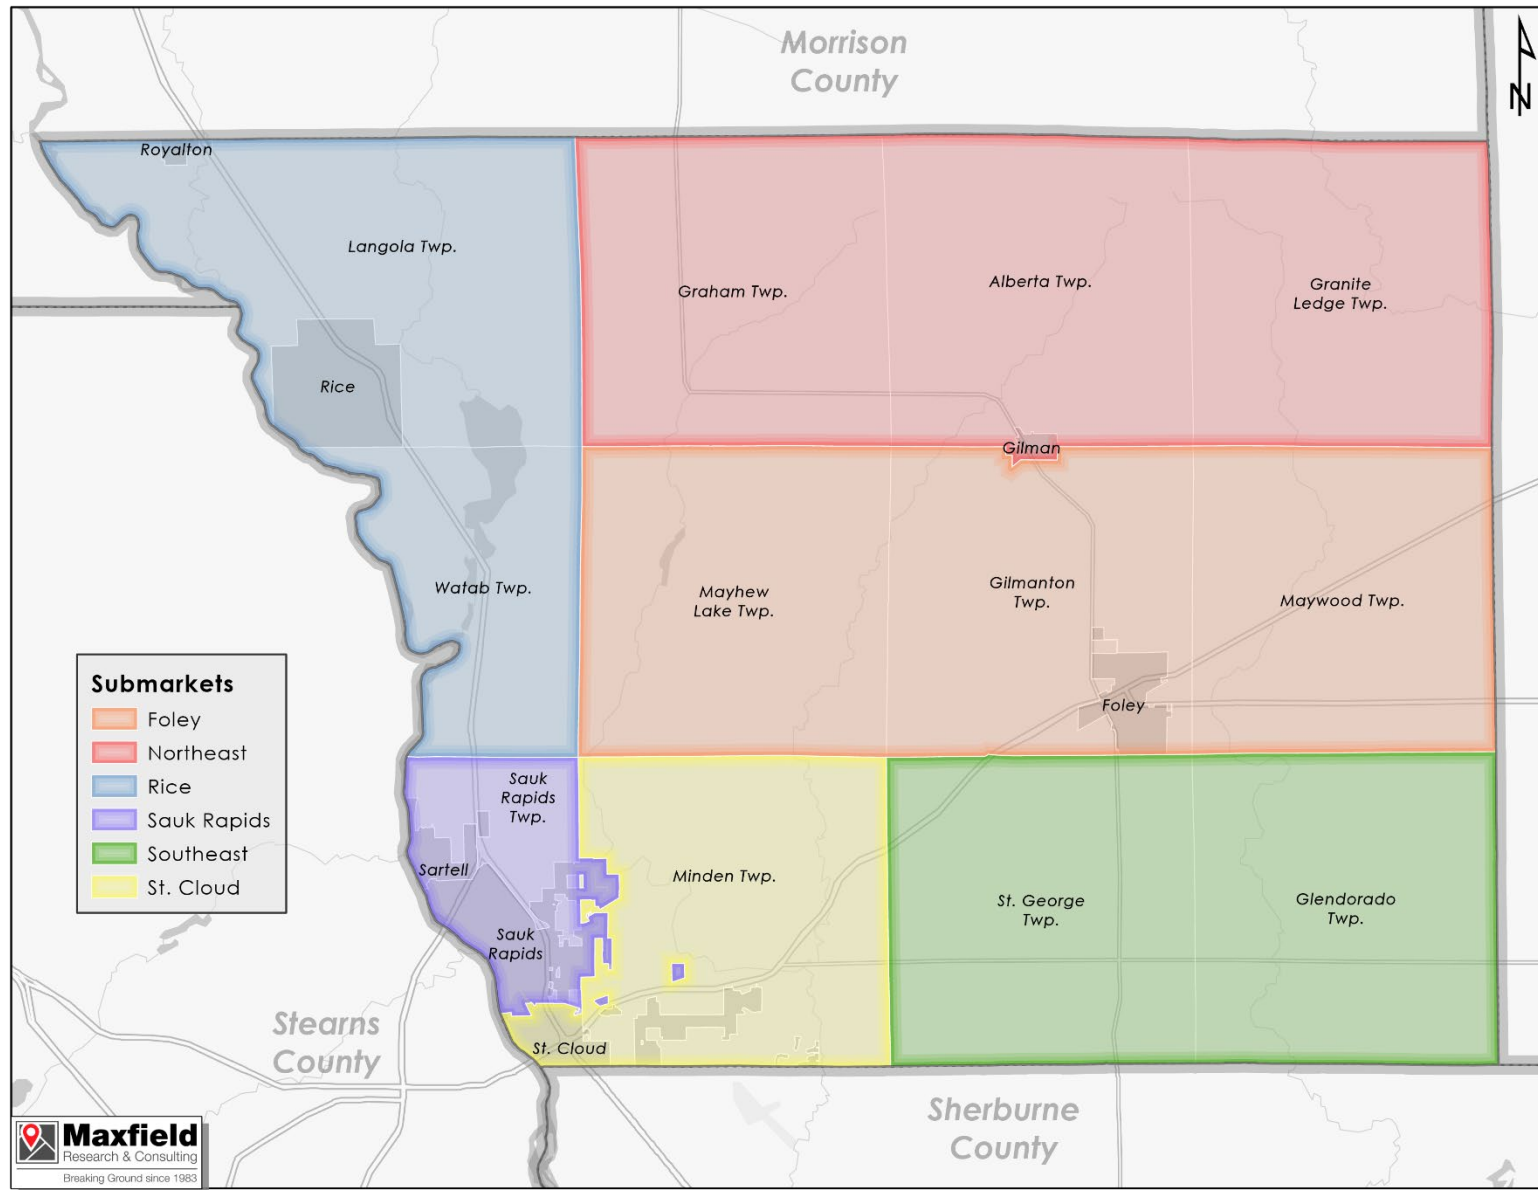 Morrison
County
N
Royalton
Langola Twp.
Graham Twp.
Alberta Twp.
Granite
Ledge Twp.
Rice
Gilman
Watab Twp.
Mayhew
Lake Twp.
Gilmanton
Twp.
Maywood Twp.
Foley
Submarkets
Foley
Northeast
Rice
Sauk Rapids
Southeast
St. Cloud
Sauk
Rapids
Twp.
Sartell
Minden Twp.
St. George
Twp.
Glendorado
Twp.
Sauk
Rapids
St. Cloud
Stearns
County
Sherburne
County
Maxfield
Research & Consulting
Breaking Ground since 1983